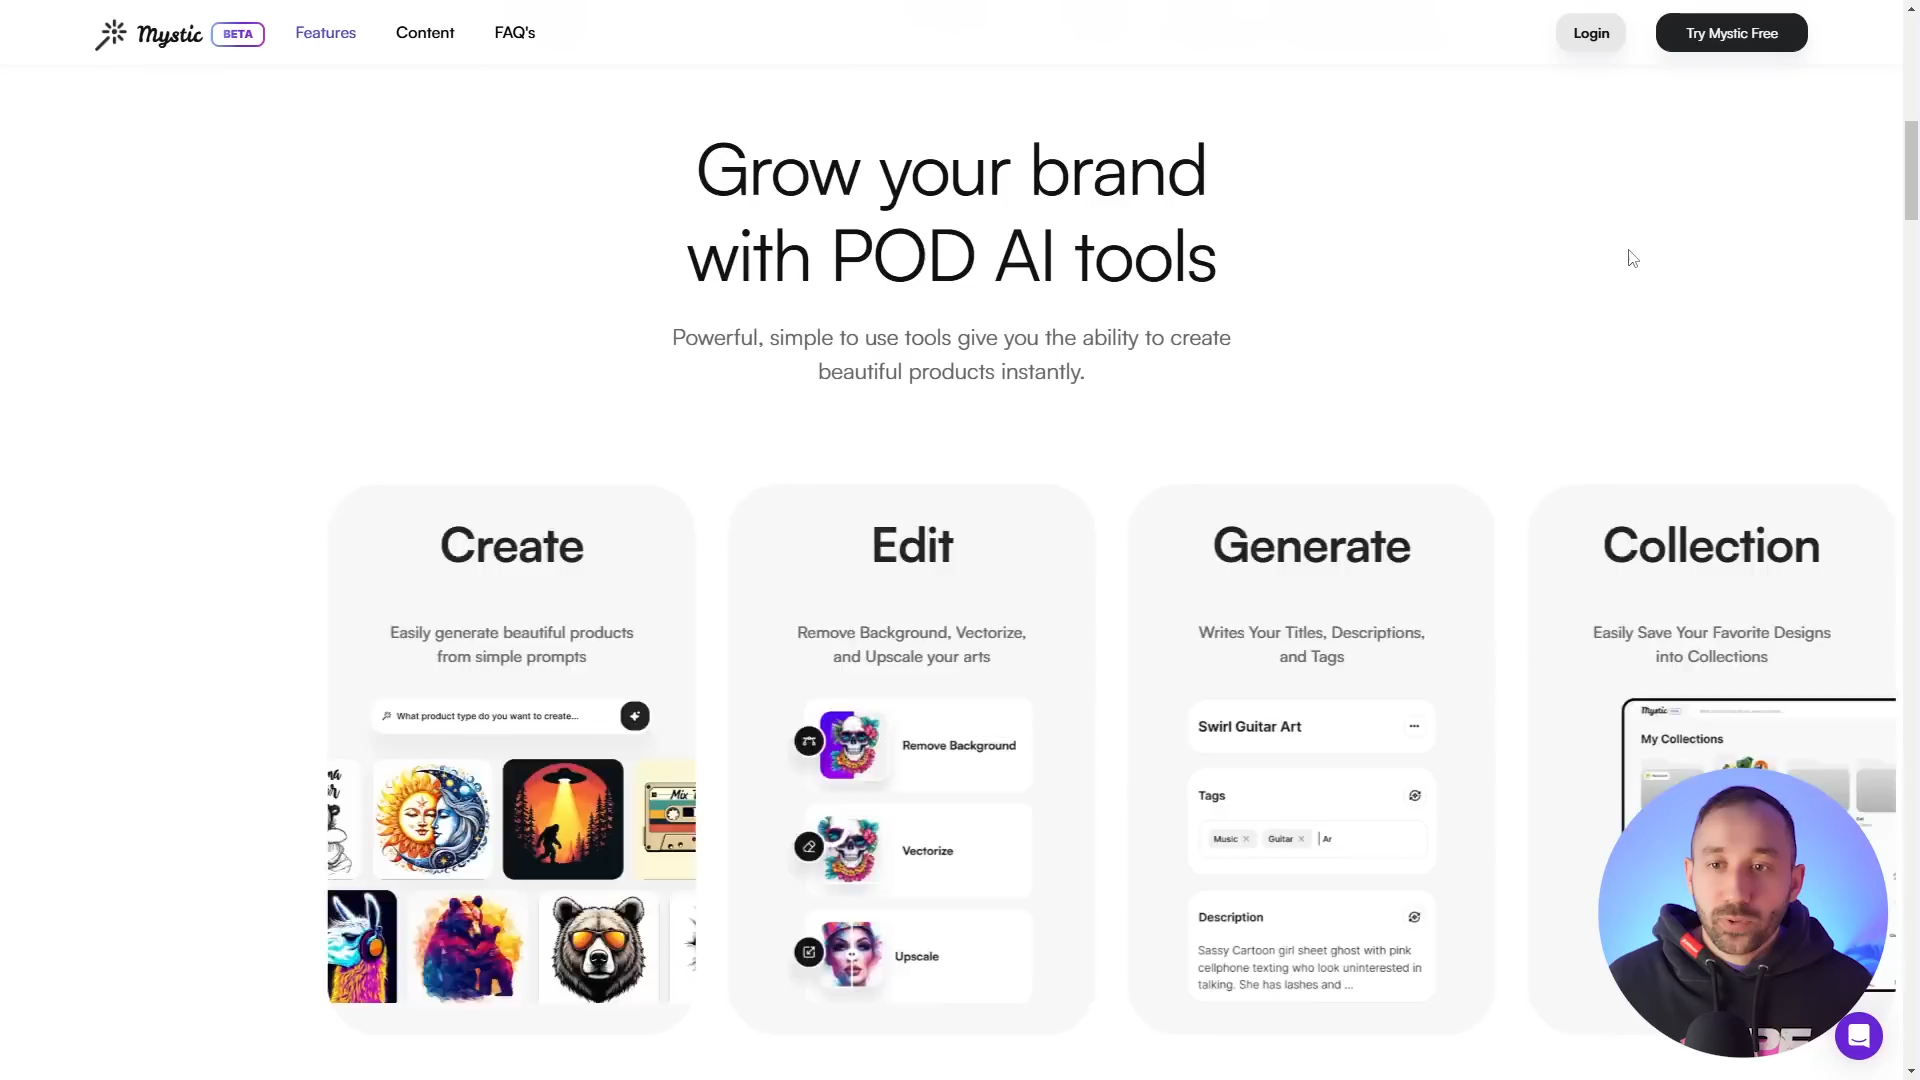 Mystic BETA Features Content FAQ's Login Try Mystic Free
Grow your brand
with POD AI tools
Powerful, simple to use tools give you the ability to create
beautiful products instantly.
Create
Easily generate beautiful products
from simple prompts
What product type do you want to create...
Mix
Edit
Remove Background, Vectorize,
and Upscale your arts
Remove Background
Vectorize
Upscale
Generate
Writes Your Titles, Descriptions,
and Tags
Swirl Guitar Art
Tags
Music Guitar Ar
Description
Sassy Cartoon girl sheet ghost with pink
cellphone texting who look uninterested in
talking. She has lashes and ...
Collection
Easily Save Your Favorite Designs
into Collections
Mystic
My Collections